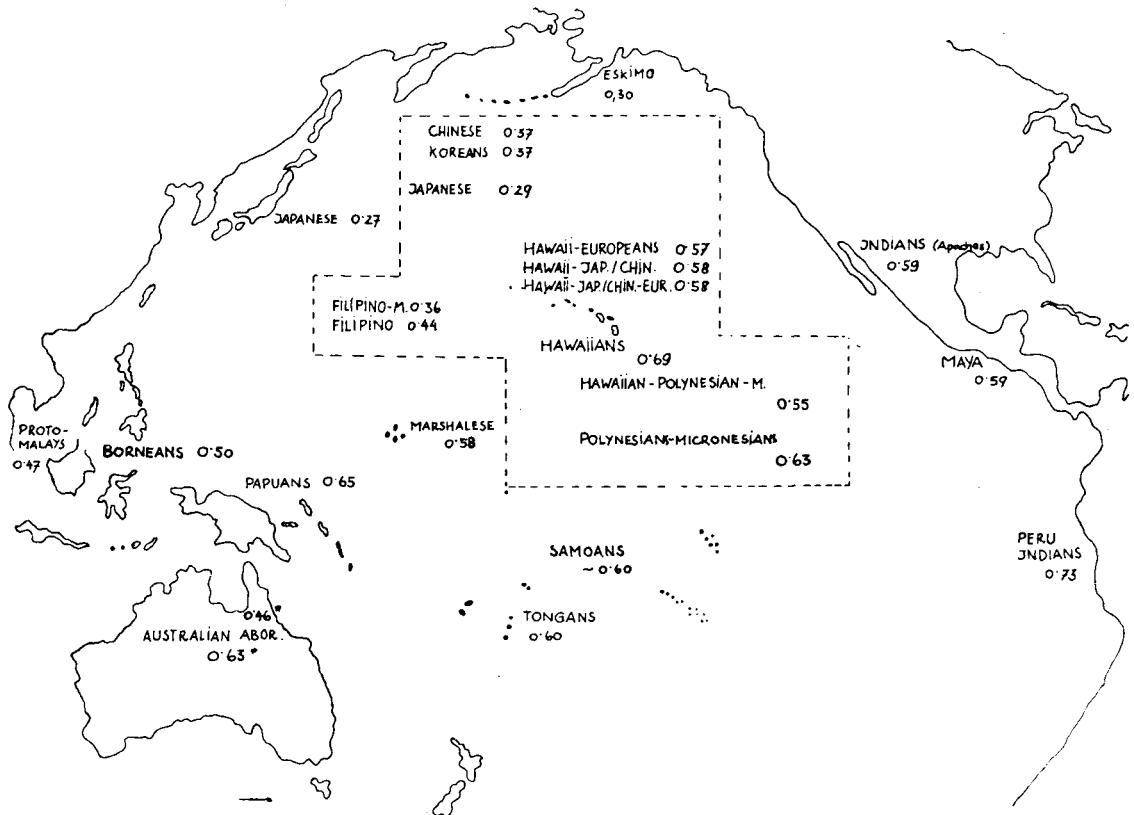 ESKIMO
0,30
CHINESE 0·37
KOREANS 0·37
JAPANESE 0·29
JAPANESE 0·27
HAWAII-EUROPEANS 0·57
HAWAII-JAP./CHIN. 0·58
HAWAII-JAP./CHIN.-EUR. 0·58
INDIANS (Apaches)
0·59
FILIPINO-M. 0·36
FILIPINO 0·44
HAWAIIANS
0·69
MAYA
0·59
HAWAIIAN-POLYNESIAN-M.
0·55
PROTO-
MALAYS
0·47
BORNEANS 0·50
MARSHALESE
0·58
POLYNESIANS-MICRONESIANS
0·63
PAPUANS 0·65
SAMOANS
~0·60
PERU
INDIANS
0·73
0·46*
AUSTRALIAN ABOR.
0·63*
TONGANS
0·60